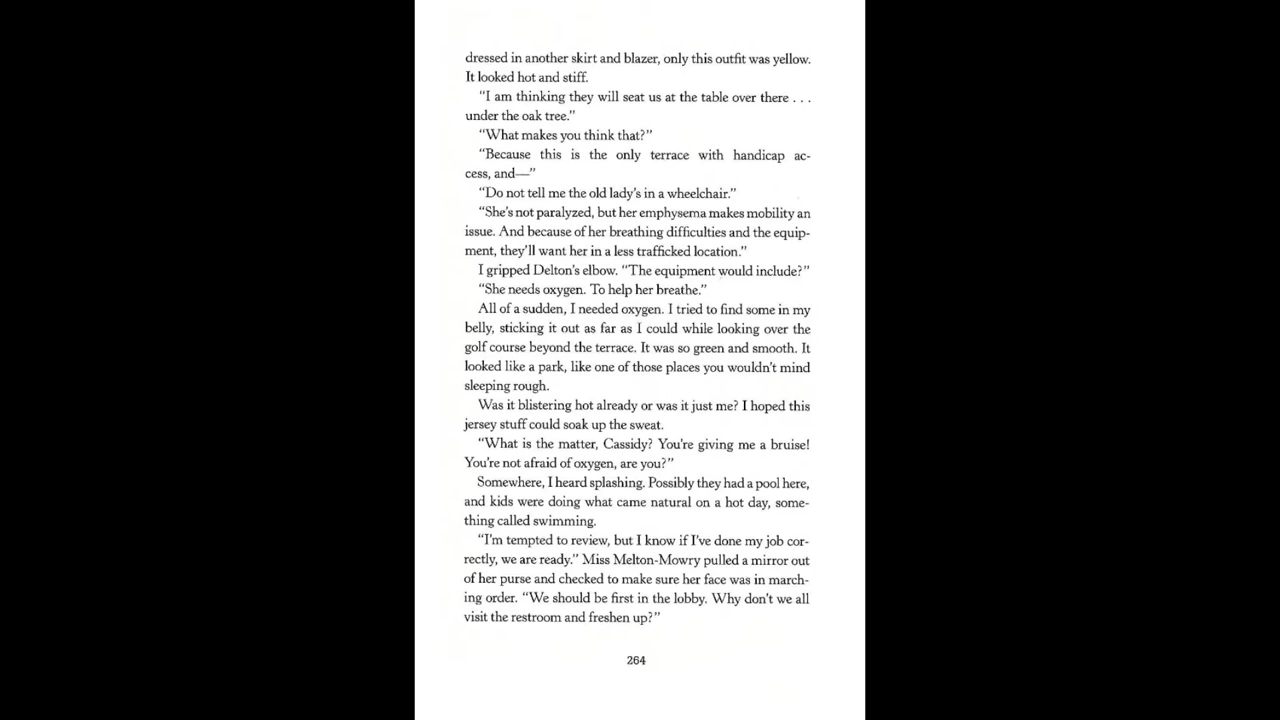 dressed in another skirt and blazer, only this outfit was yellow.
It looked hot and stiff.
“I am thinking they will seat us at the table over there . . .
under the oak tree.”
“What makes you think that?”
“Because this is the only terrace with handicap ac-
cess, and—”
“Do not tell me the old lady’s in a wheelchair.”
“She’s not paralyzed, but her emphysema makes mobility an
issue. And because of her breathing difficulties and the equip-
ment, they’ll want her in a less trafficked location.”
I gripped Delton’s elbow. “The equipment would include?”
“She needs oxygen. To help her breathe.”
All of a sudden, I needed oxygen. I tried to find some in my
belly, sticking it out as far as I could while looking over the
golf course beyond the terrace. It was so green and smooth. It
looked like a park, like one of those places you wouldn’t mind
sleeping rough.
Was it blistering hot already or was it just me? I hoped this
jersey stuff could soak up the sweat.
“What is the matter, Cassidy? You’re giving me a bruise!
You’re not afraid of oxygen, are you?”
Somewhere, I heard splashing. Possibly they had a pool here,
and kids were doing what came natural on a hot day, some-
thing called swimming.
“I’m tempted to review, but I know if I’ve done my job cor-
rectly, we are ready.” Miss Melton-Mowry pulled a mirror out
of her purse and checked to make sure her face was in march-
ing order. “We should be first in the lobby. Why don’t we all
visit the restroom and freshen up?”
264